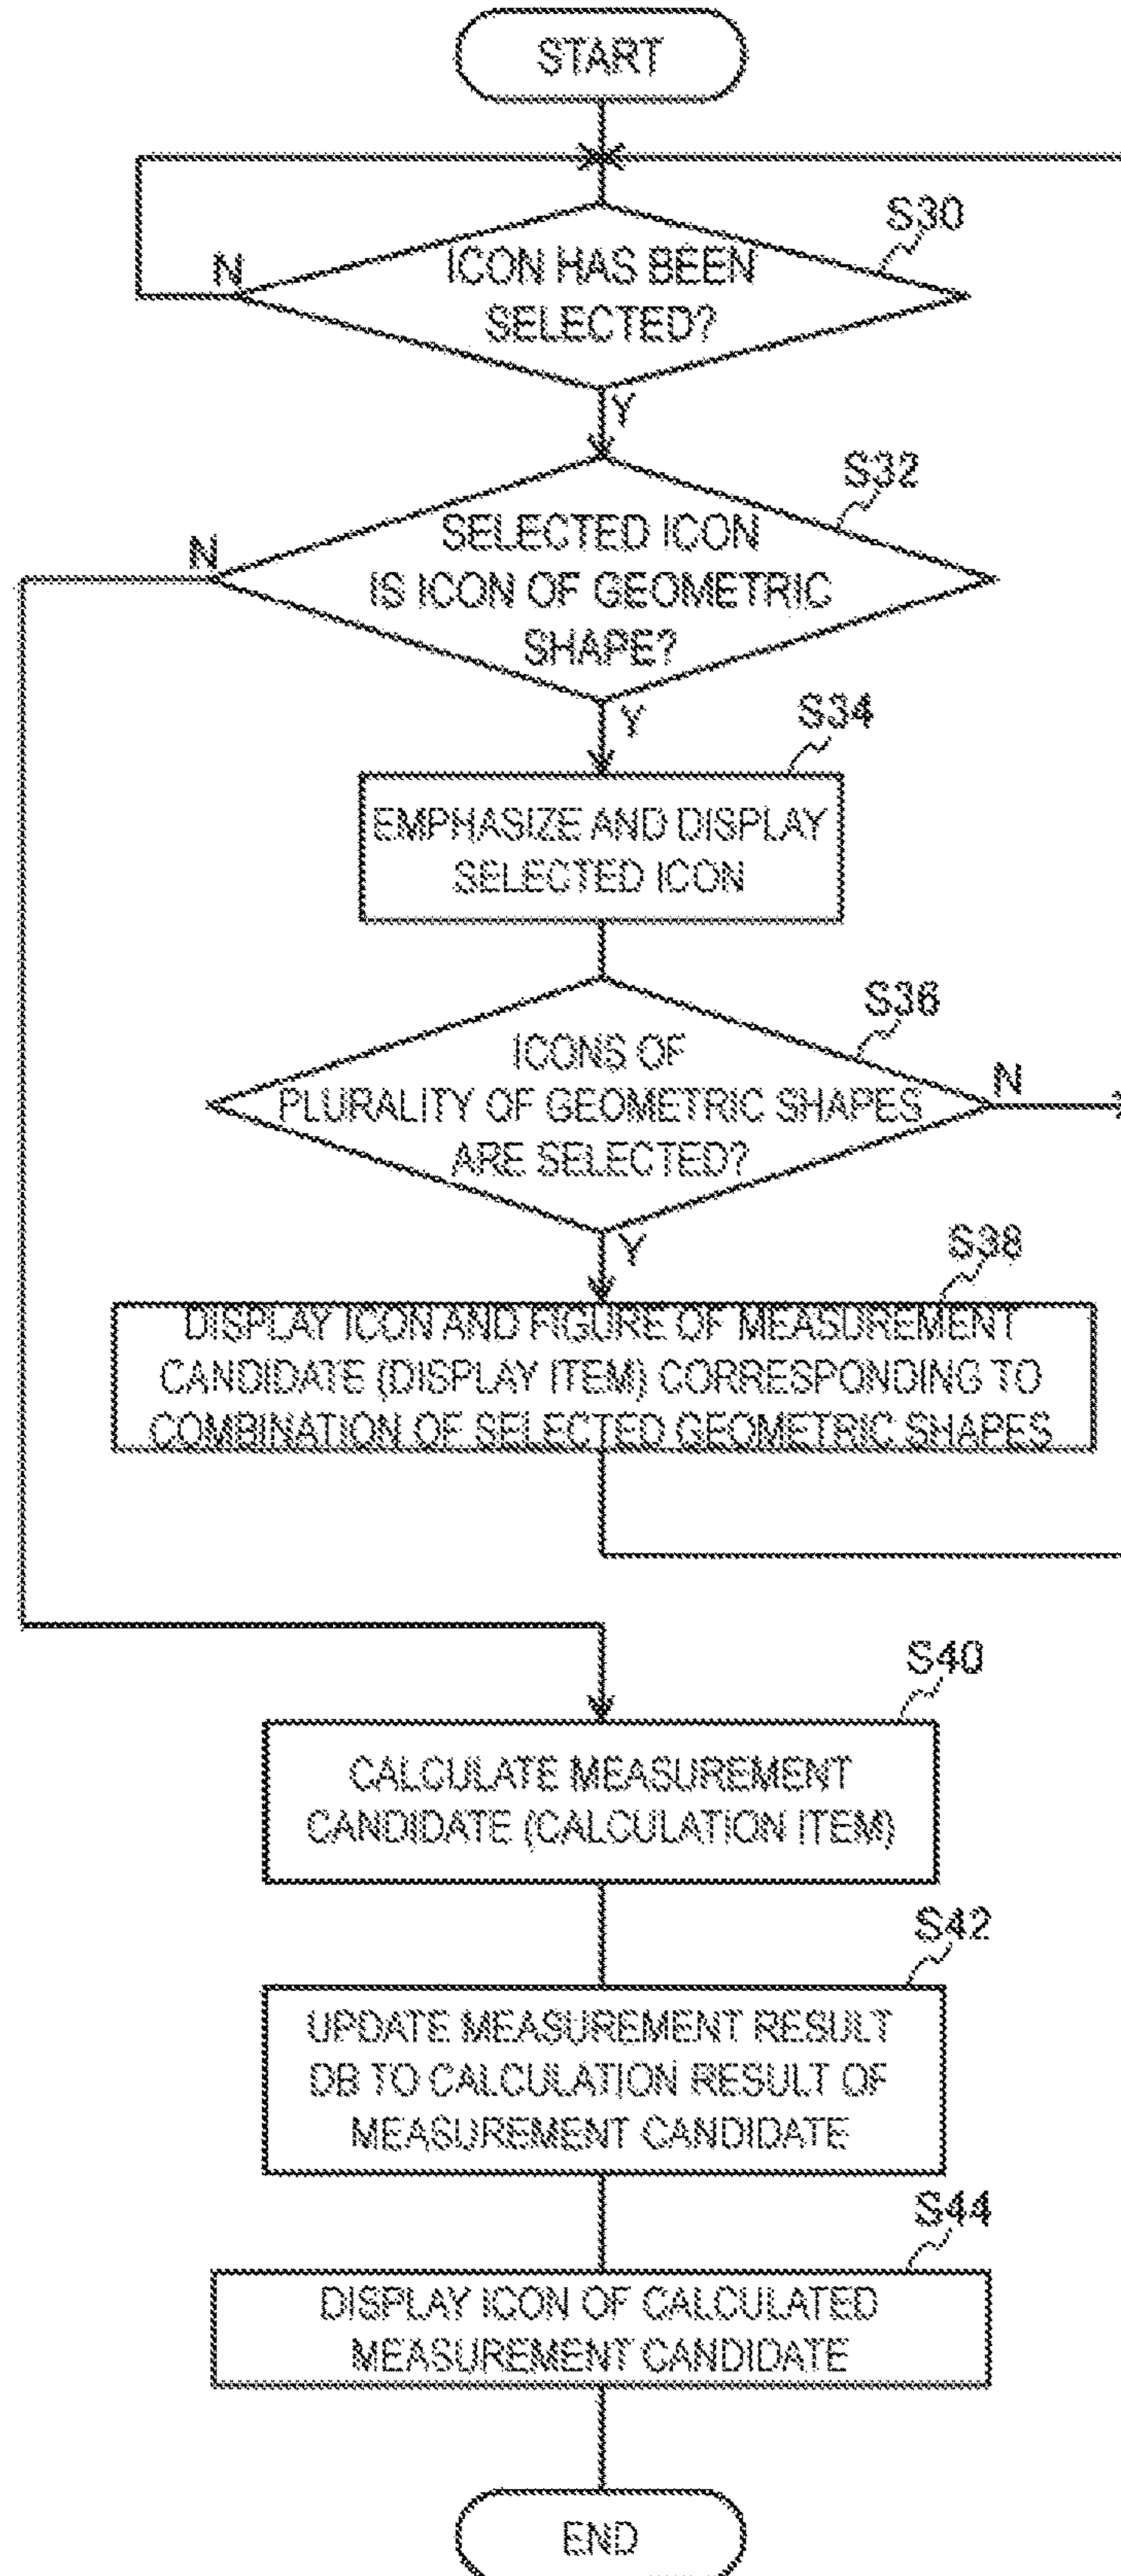 START
S30
N
ICON HAS BEEN
SELECTED?
Y
S32
N
SELECTED ICON
IS ICON OF GEOMETRIC
SHAPE?
Y
S34
EMPHASIZE AND DISPLAY
SELECTED ICON
S36
ICONS OF
PLURALITY OF GEOMETRIC SHAPES
ARE SELECTED?
N
Y
S38
DISPLAY ICON AND FIGURE OF MEASUREMENT
CANDIDATE (DISPLAY ITEM) CORRESPONDING TO
COMBINATION OF SELECTED GEOMETRIC SHAPES
S40
CALCULATE MEASUREMENT
CANDIDATE (CALCULATION ITEM)
S42
UPDATE MEASUREMENT RESULT
DB TO CALCULATION RESULT OF
MEASUREMENT CANDIDATE
S44
DISPLAY ICON OF CALCULATED
MEASUREMENT CANDIDATE
END